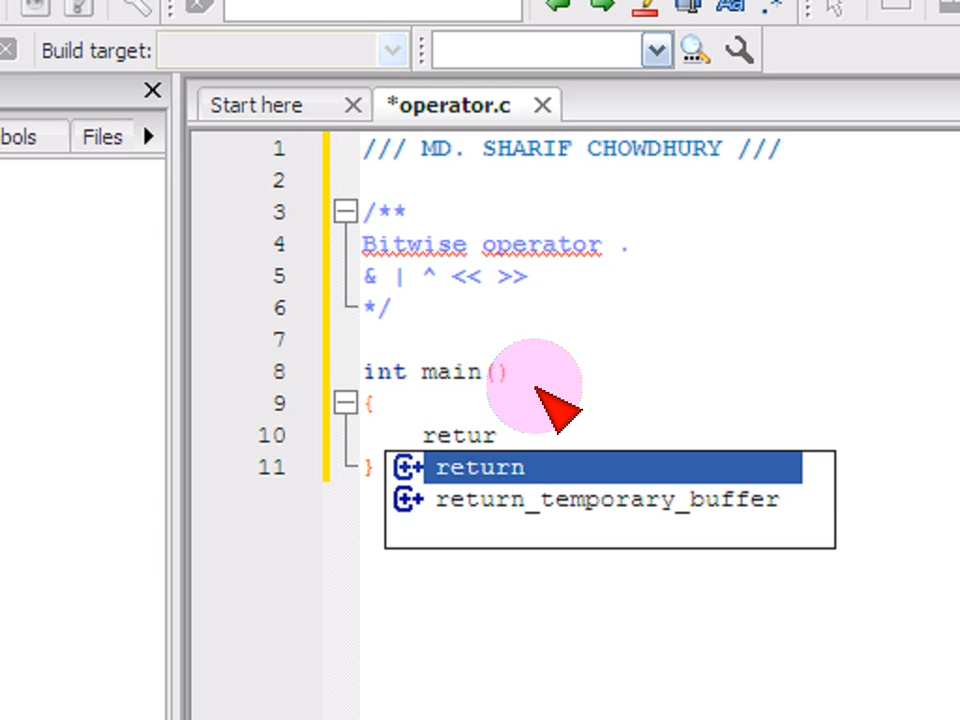 Build target:
bols Files
Start here *operator.c
1 /// MD. SHARIF CHOWDHURY ///
2
3 /**
4 Bitwise operator .
5 & | ^ << >>
6 */
7
8 int main()
9 {
10 retur
11 }
return
return_temporary_buffer